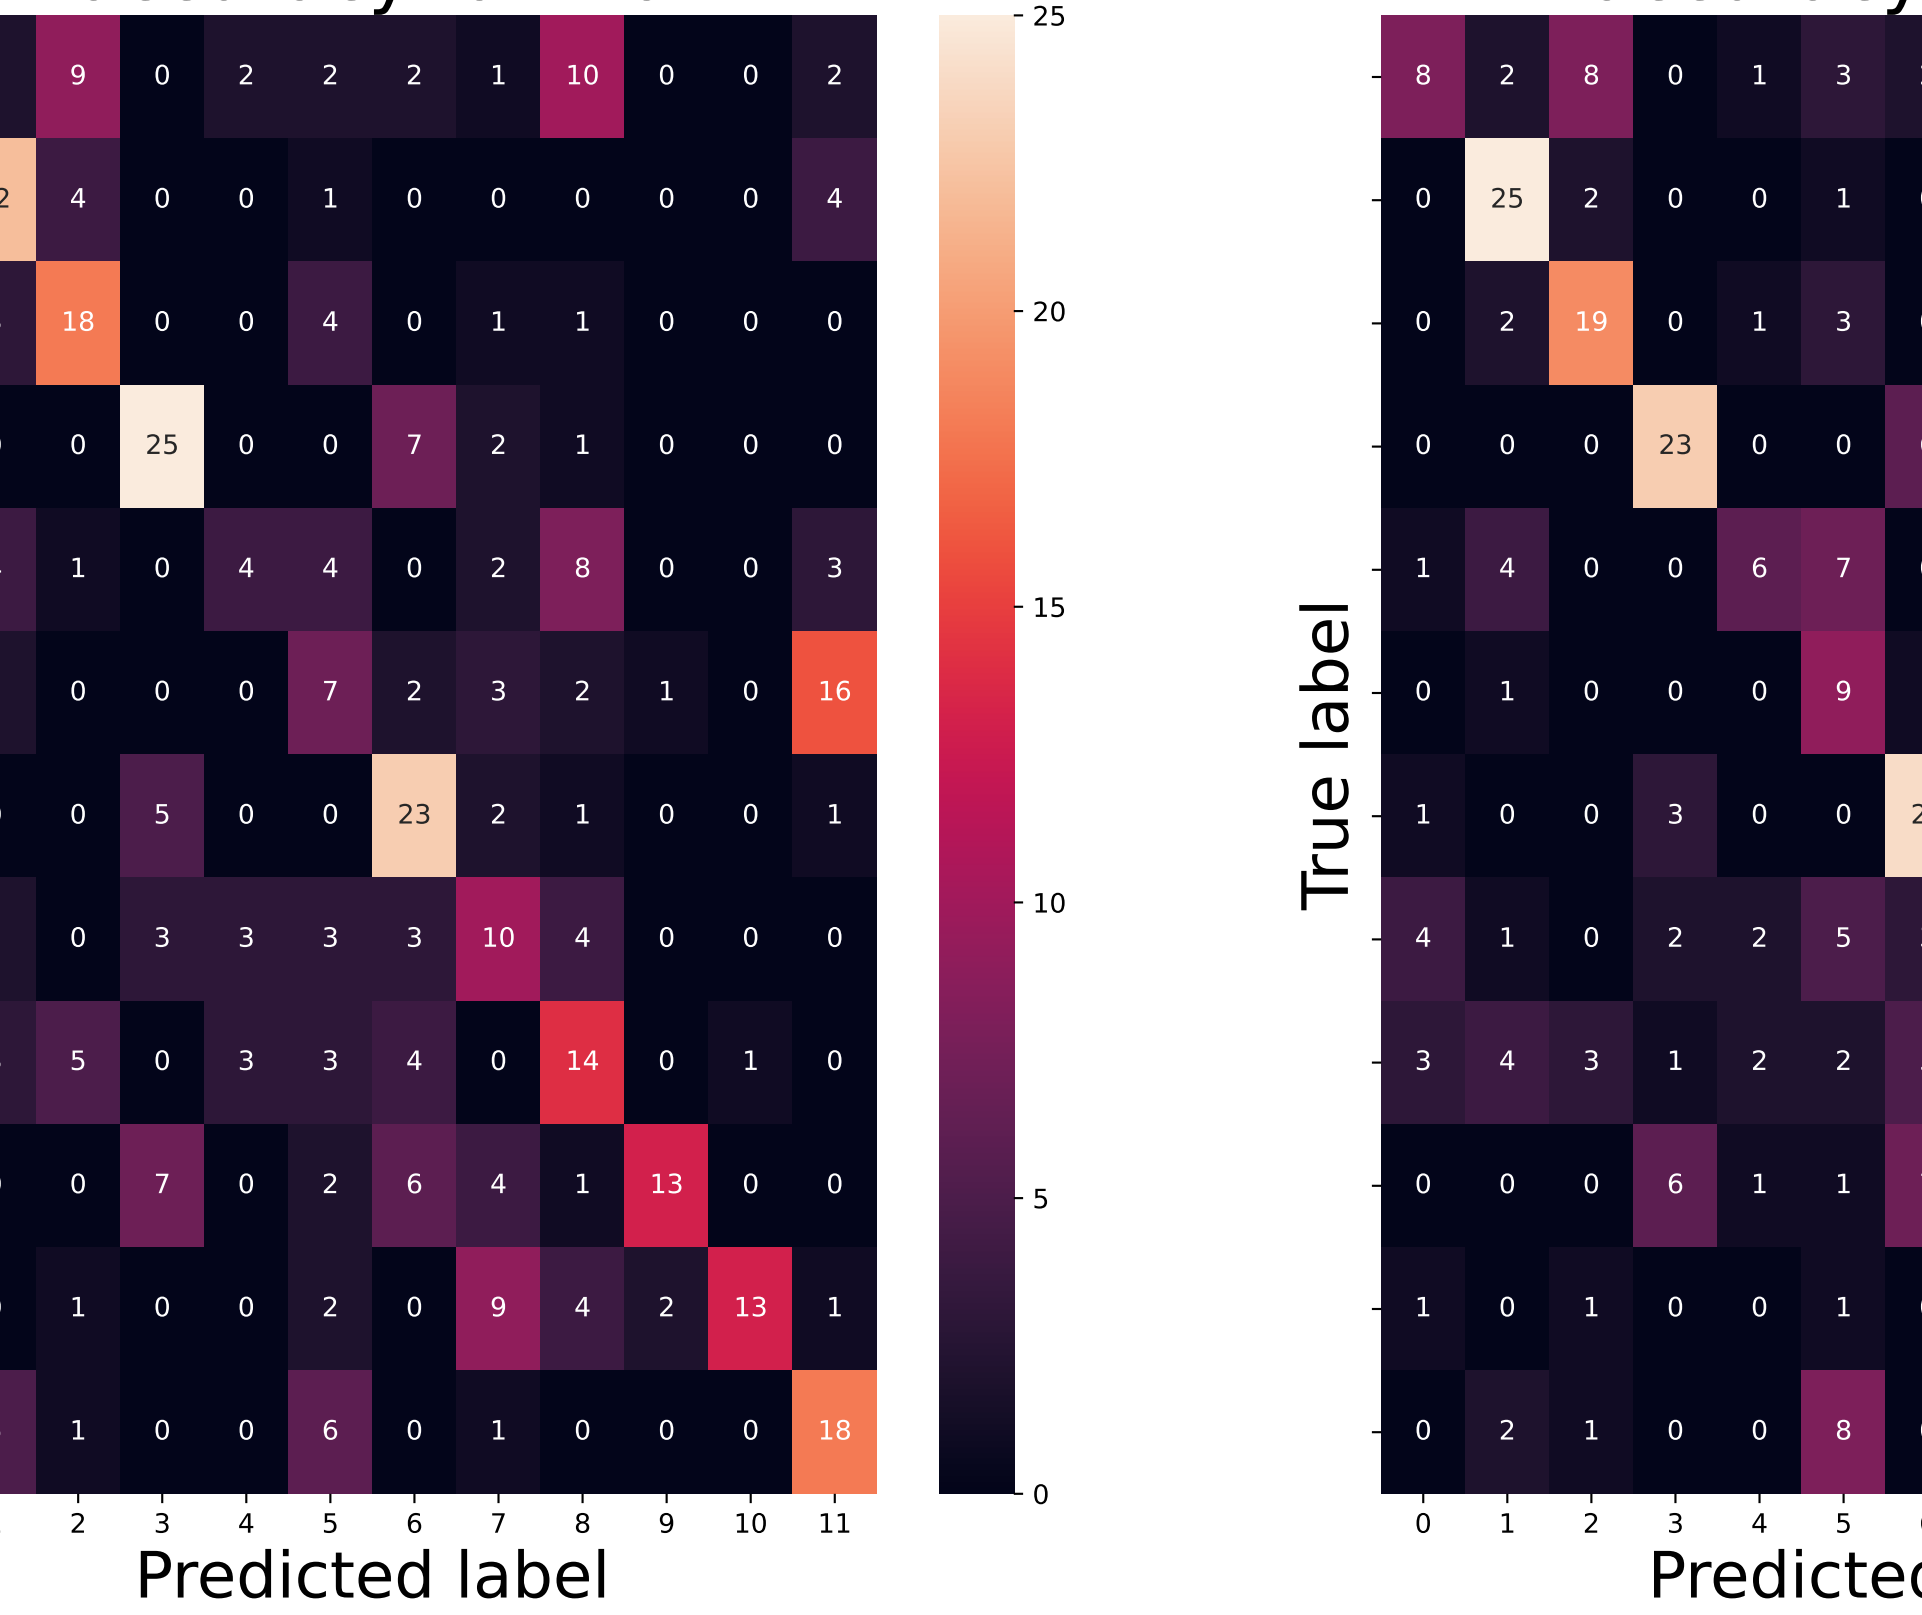 9 0 2 2 2 1 10 0 0 2
4 0 0 1 0 0 0 0 0 4
18 0 0 4 0 1 1 0 0 0
0 25 0 0 7 2 1 0 0 0
1 0 4 4 0 2 8 0 0 3
0 0 0 7 2 3 2 1 0 16
0 5 0 0 23 2 1 0 0 1
0 3 3 3 3 10 4 0 0 0
5 0 3 3 4 0 14 0 1 0
0 7 0 2 6 4 1 13 0 0
1 0 0 2 0 9 4 2 13 1
1 0 0 6 0 1 0 0 0 18
2 3 4 5 6 7 8 9 10 11
Predicted label
25
20
15
10
5
0
True label
8 2 8 0 1 3
0 25 2 0 0 1
0 2 19 0 1 3
0 0 0 23 0 0
1 4 0 0 6 7
0 1 0 0 0 9
1 0 0 3 0 0
4 1 0 2 2 5
3 4 3 1 2 2
0 0 0 6 1 1
1 0 1 0 0 1
0 2 1 0 0 8
0 1 2 3 4 5
Predicted